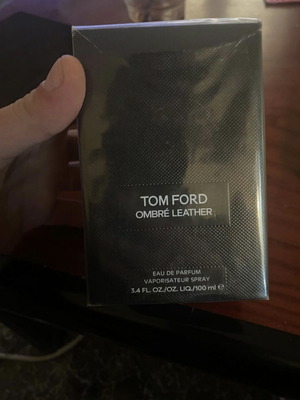 TOM FORD
OMBRÉ LEATHER
EAU DE PARFUM
VAPORISATEUR SPRAY
3.4 FL. OZ./OZ. LIQ./100 ml ℮